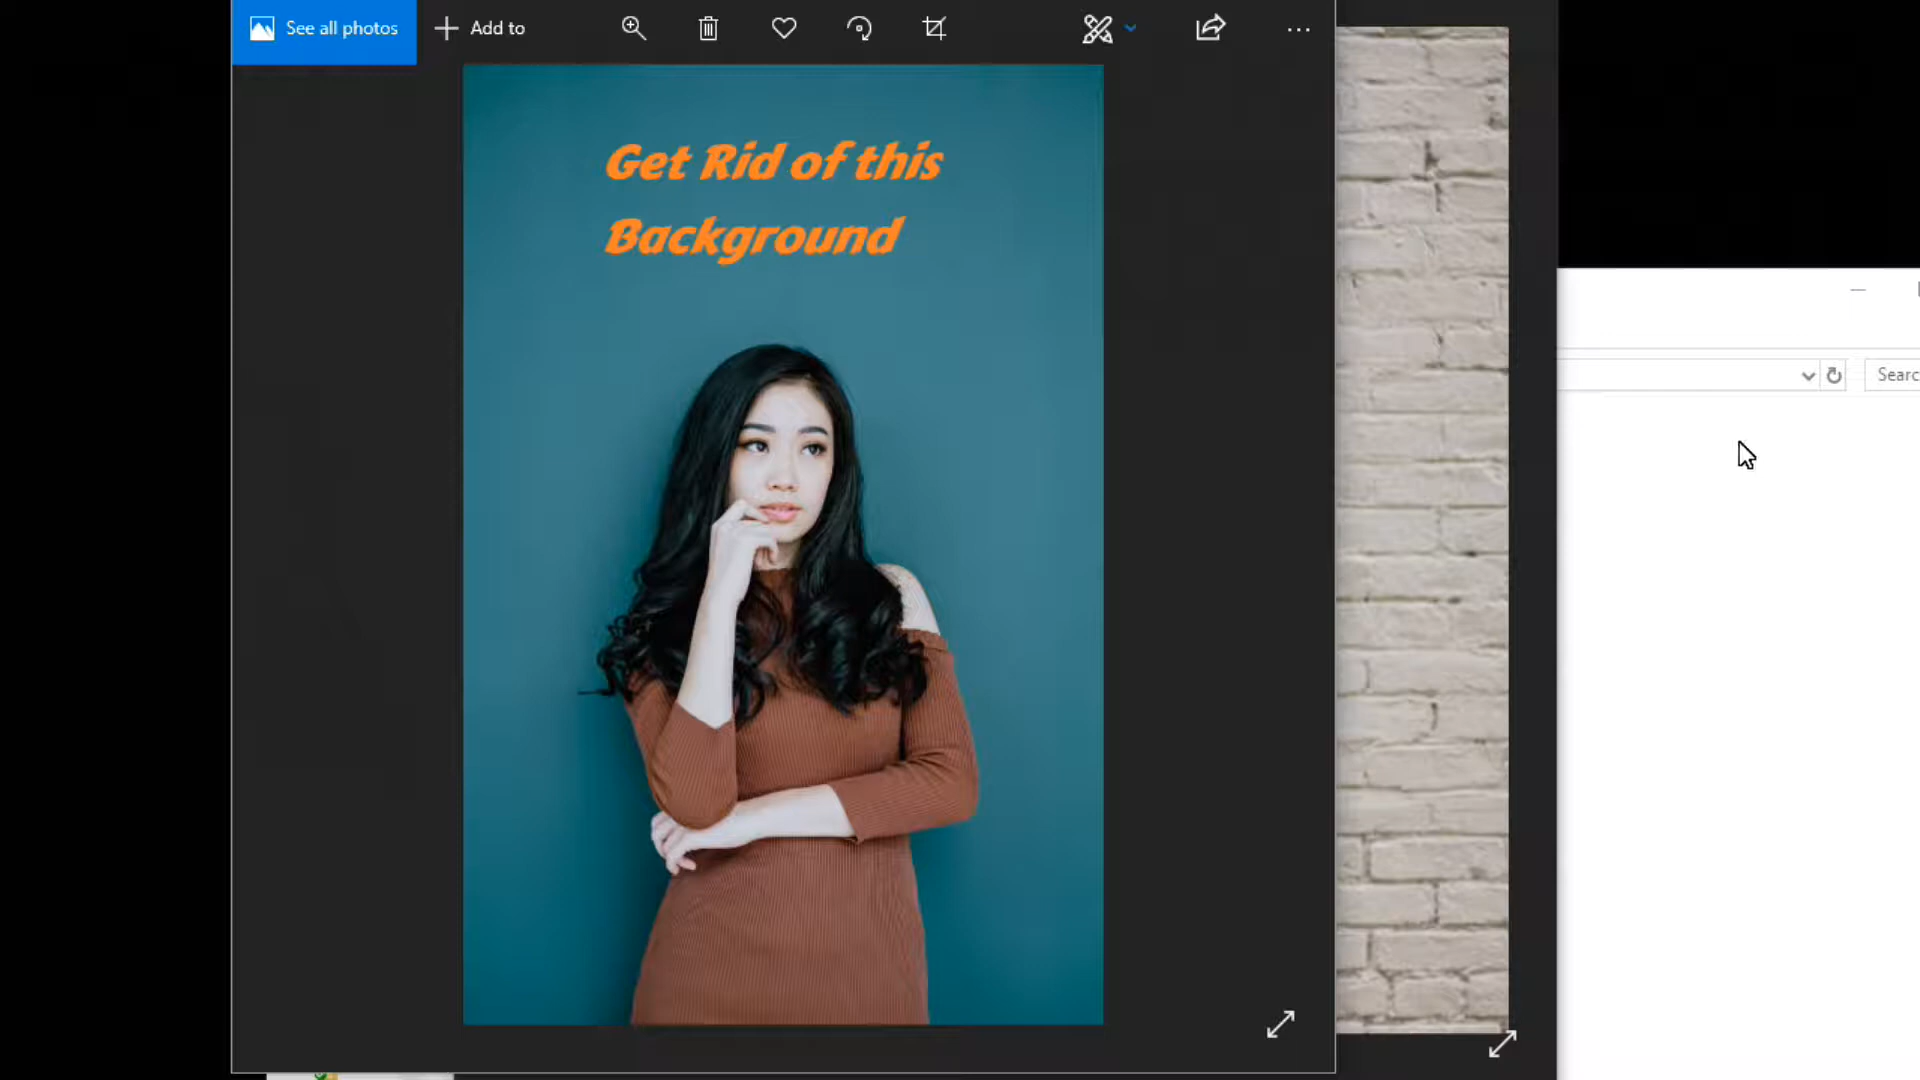 See all photos
Add to
Get Rid of this
Background
Searc